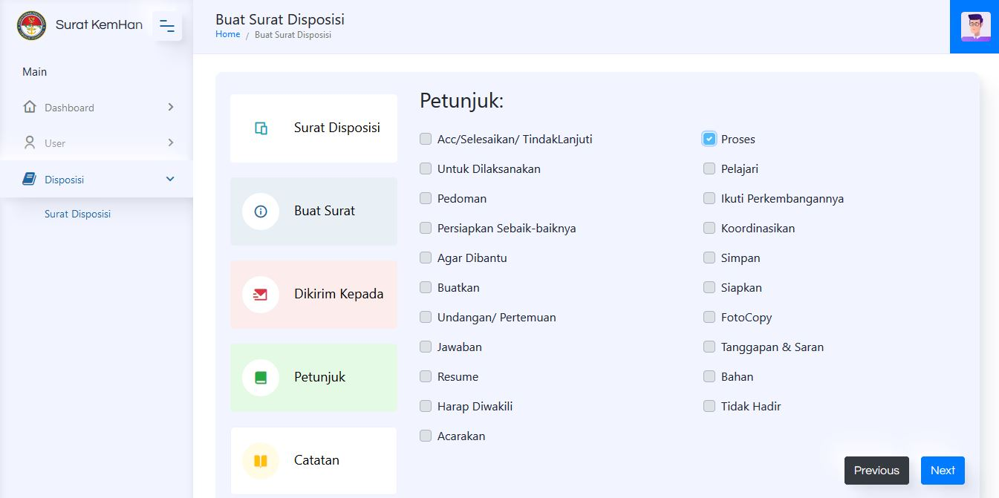 Surat KemHan
Main
Dashboard
User
Disposisi
Surat Disposisi
Buat Surat Disposisi
Home / Buat Surat Disposisi
Surat Disposisi
Buat Surat
Dikirim Kepada
Petunjuk
Catatan
Petunjuk:
Acc/Selesaikan/ TindakLanjuti
Untuk Dilaksanakan
Pedoman
Persiapkan Sebaik-baiknya
Agar Dibantu
Buatkan
Undangan/ Pertemuan
Jawaban
Resume
Harap Diwakili
Acarakan
Proses
Pelajari
Ikuti Perkembangannya
Koordinasikan
Simpan
Siapkan
FotoCopy
Tanggapan & Saran
Bahan
Tidak Hadir
Previous
Next